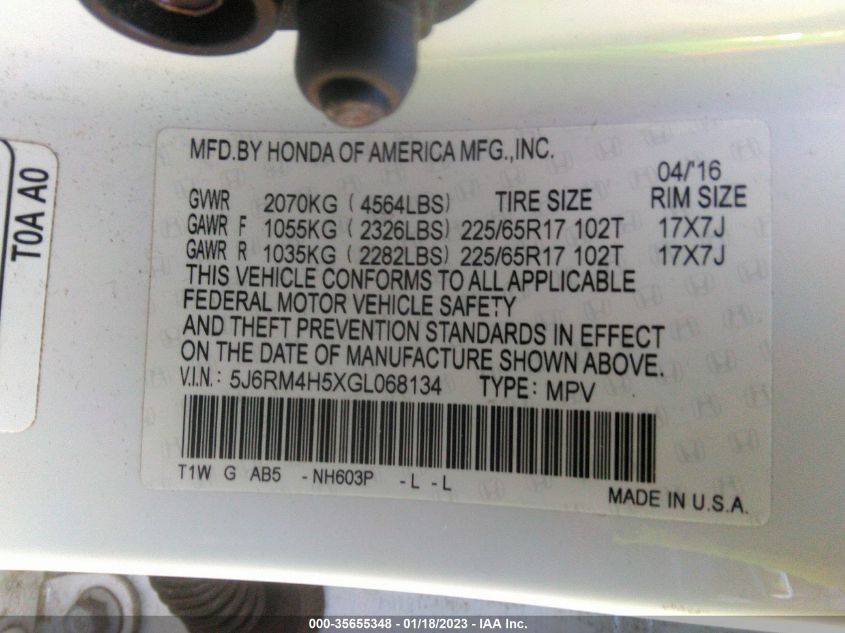 T0A A0
MFD.BY HONDA OF AMERICA MFG.,INC.
04/'16
GVWR 2070KG ( 4564LBS) TIRE SIZE RIM SIZE
GAWR F 1055KG ( 2326LBS) 225/65R17 102T 17X7J
GAWR R 1035KG ( 2282LBS) 225/65R17 102T 17X7J
THIS VEHICLE CONFORMS TO ALL APPLICABLE
FEDERAL MOTOR VEHICLE SAFETY
AND THEFT PREVENTION STANDARDS IN EFFECT
ON THE DATE OF MANUFACTURE SHOWN ABOVE.
V.I.N.: 5J6RM4H5XGL068134 TYPE: MPV
T1W G AB5 -NH603P -L -L
MADE IN U.S.A.
000-35655348 - 01/18/2023 - IAA Inc.